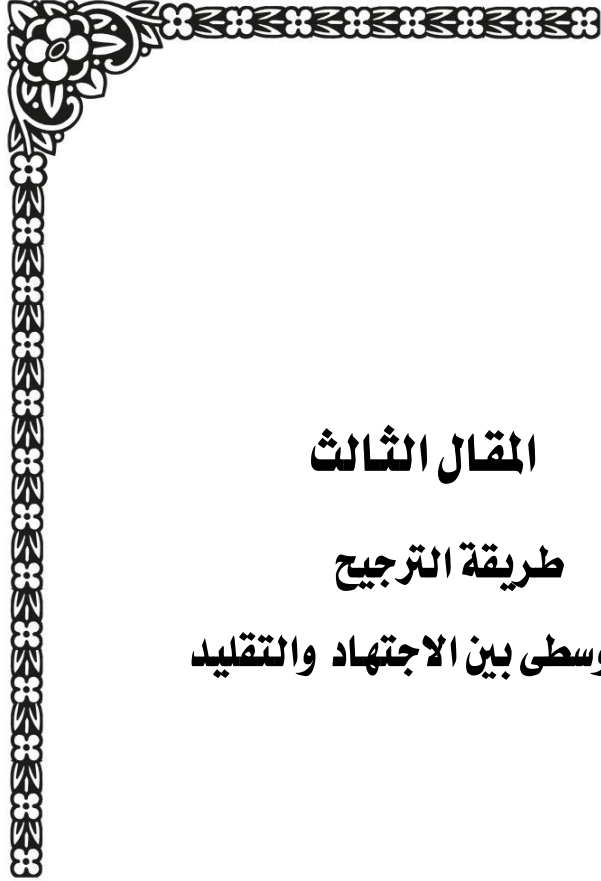 المقال الثالث
طريقة الترجيح
وسطى بين الاجتهاد والتقليد